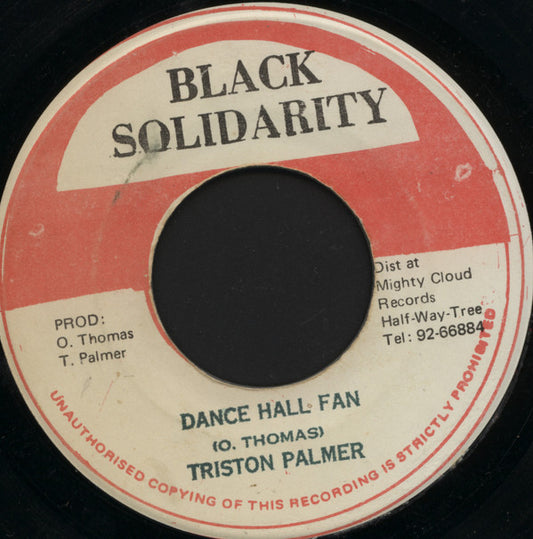 BLACK
SOLIDARITY
Dist at
Mighty Cloud
Records
Half-Way-Tree
Tel: 92-66884
PROD:
O. Thomas
T. Palmer
DANCE HALL FAN
(O. THOMAS)
TRISTON PALMER
UNAUTHORISED COPYING OF THIS RECORDING IS STRICTLY PROHIBITED